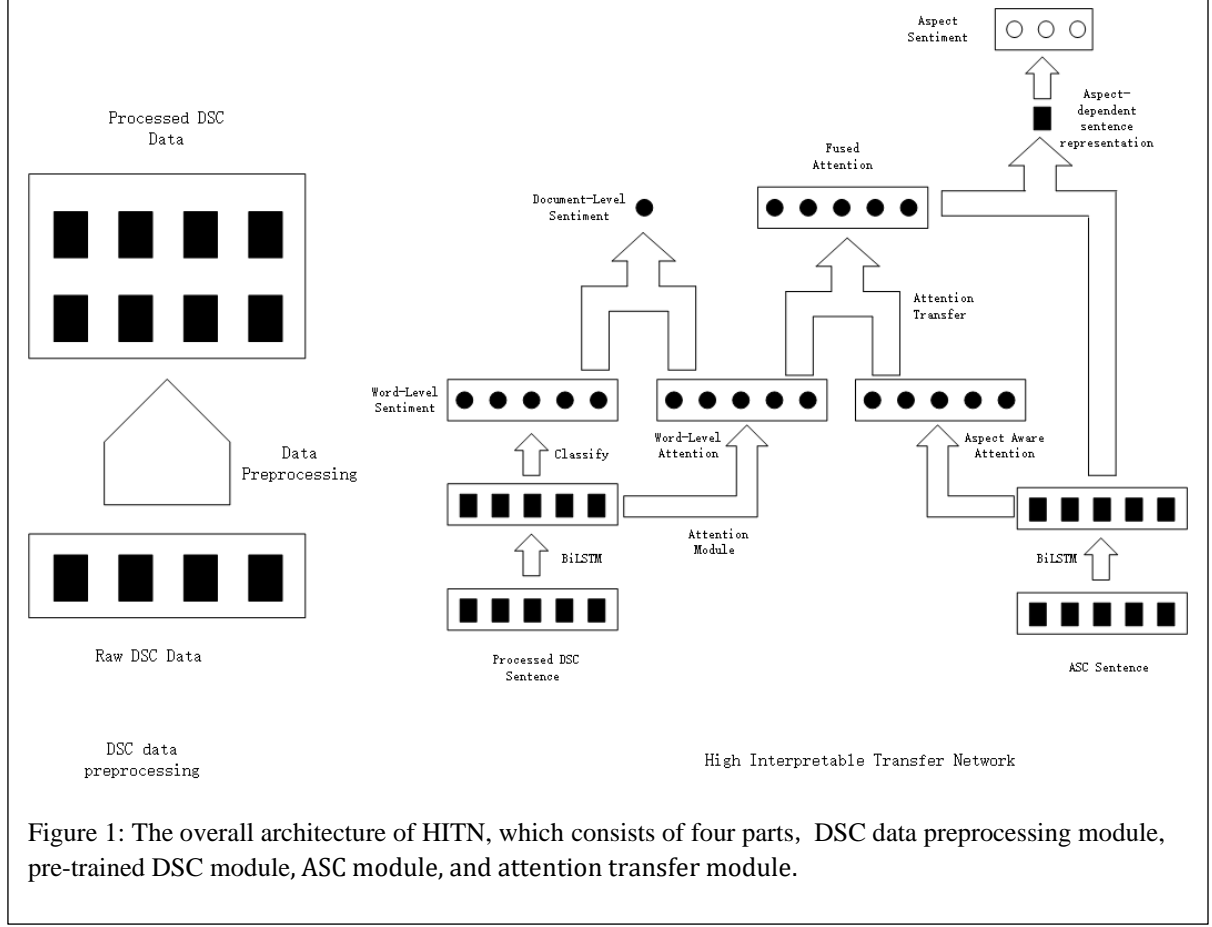 Aspect
Sentiment
Aspect-
dependent
sentence
representation
Processed DSC
Data
Fused
Attention
Document-Level
Sentiment
Attention
Transfer
Word-Level
Sentiment
Word-Level
Attention
Aspect Aware
Attention
Classify
Data
Preprocessing
Attention
Module
BiLSTM
BiLSTM
Raw DSC Data
Processed DSC
Sentence
ASC Sentence
DSC data
preprocessing
High Interpretable Transfer Network
Figure 1: The overall architecture of HITN, which consists of four parts, DSC data preprocessing module,
pre-trained DSC module, ASC module, and attention transfer module.